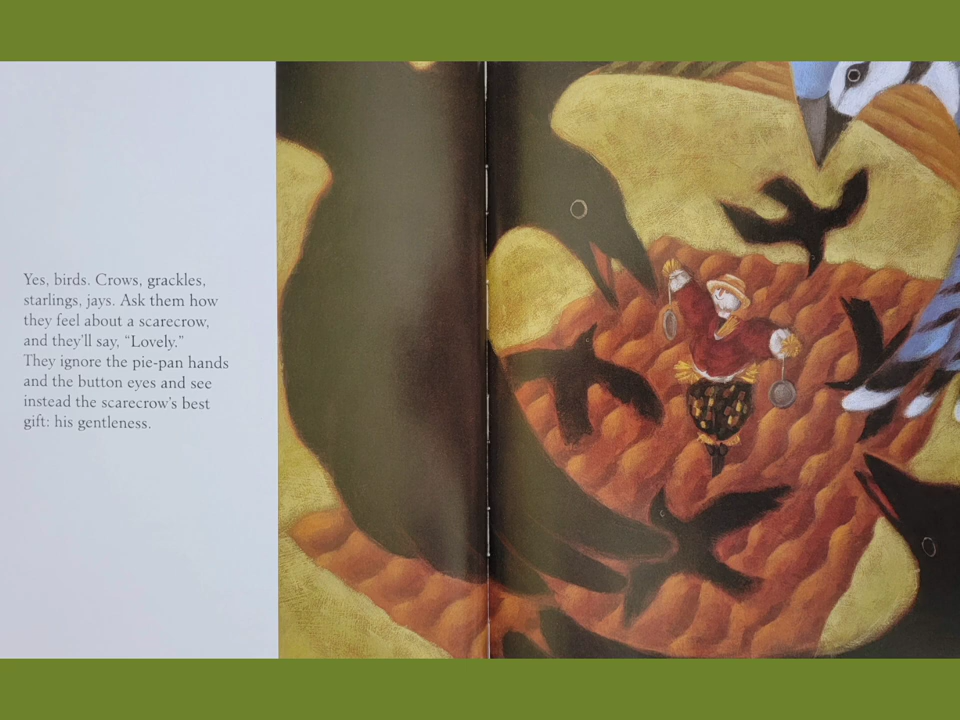 Yes, birds. Crows, grackles,
starlings, jays. Ask them how
they feel about a scarecrow,
and they'll say, “Lovely.”
They ignore the pie-pan hands
and the button eyes and see
instead the scarecrow's best
gift: his gentleness.